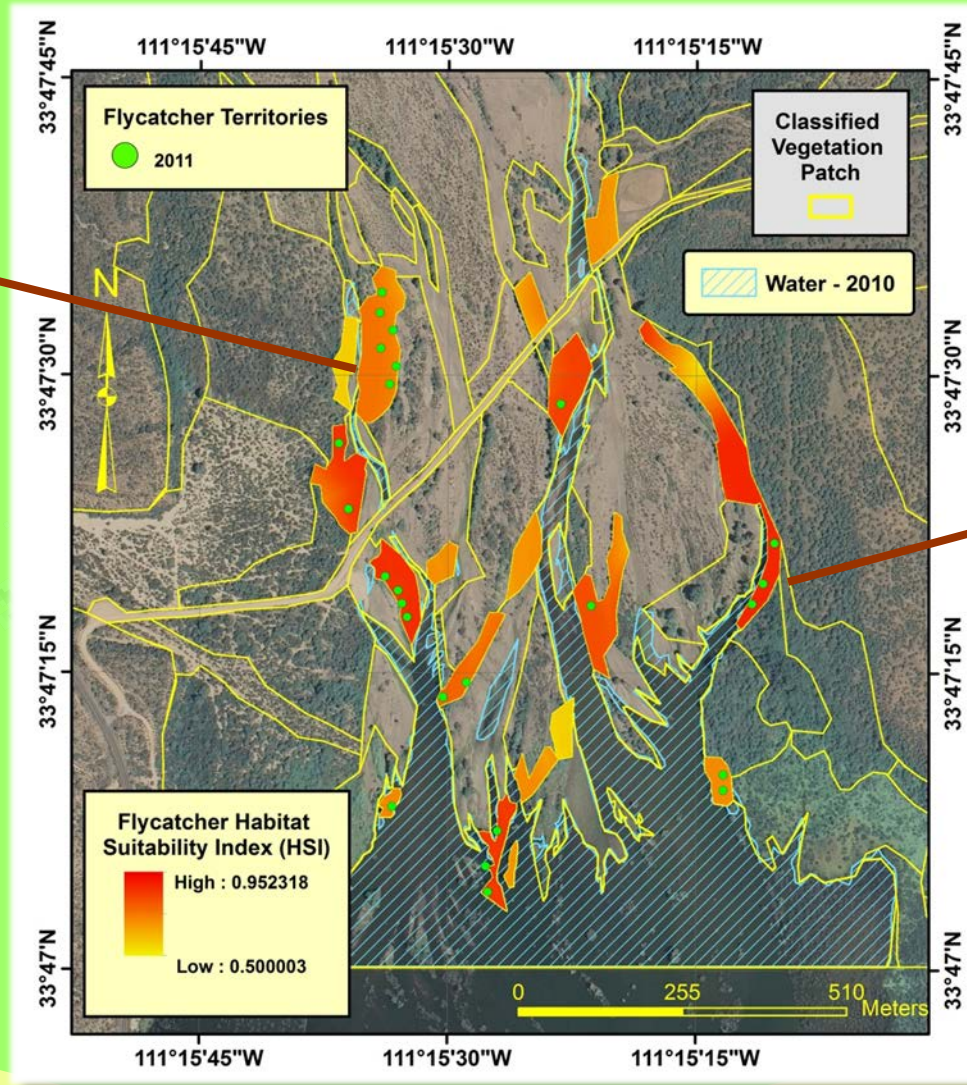 111°15'45"W 111°15'30"W 111°15'15"W
33°47'45"N
33°47'45"N
Flycatcher Territories
2011
Classified
Vegetation
Patch
Water - 2010
N
33°47'30"N
33°47'30"N
33°47'15"N
33°47'15"N
Flycatcher Habitat
Suitability Index (HSI)
High : 0.952318
Low : 0.500003
33°47'N
33°47'N
0 255 510
Meters
111°15'45"W 111°15'30"W 111°15'15"W